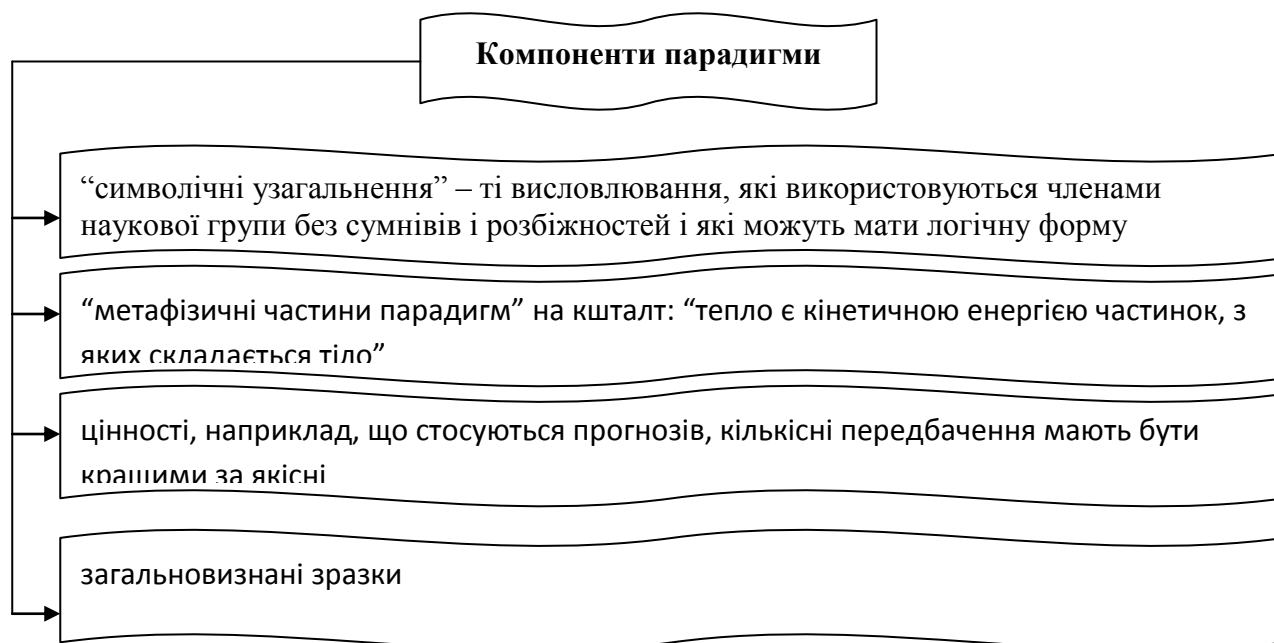 Компоненти парадигми
“символічні узагальнення” – ті висловлювання, які використовуються членами
наукової групи без сумнівів і розбіжностей і які можуть мати логічну форму
“метафізичні частини парадигм” на кшталт: “тепло є кінетичною енергією частинок, з
яких складається тіло”
цінності, наприклад, що стосуються прогнозів, кількісні передбачення мають бути
кращими за якісні
загальновизнані зразки